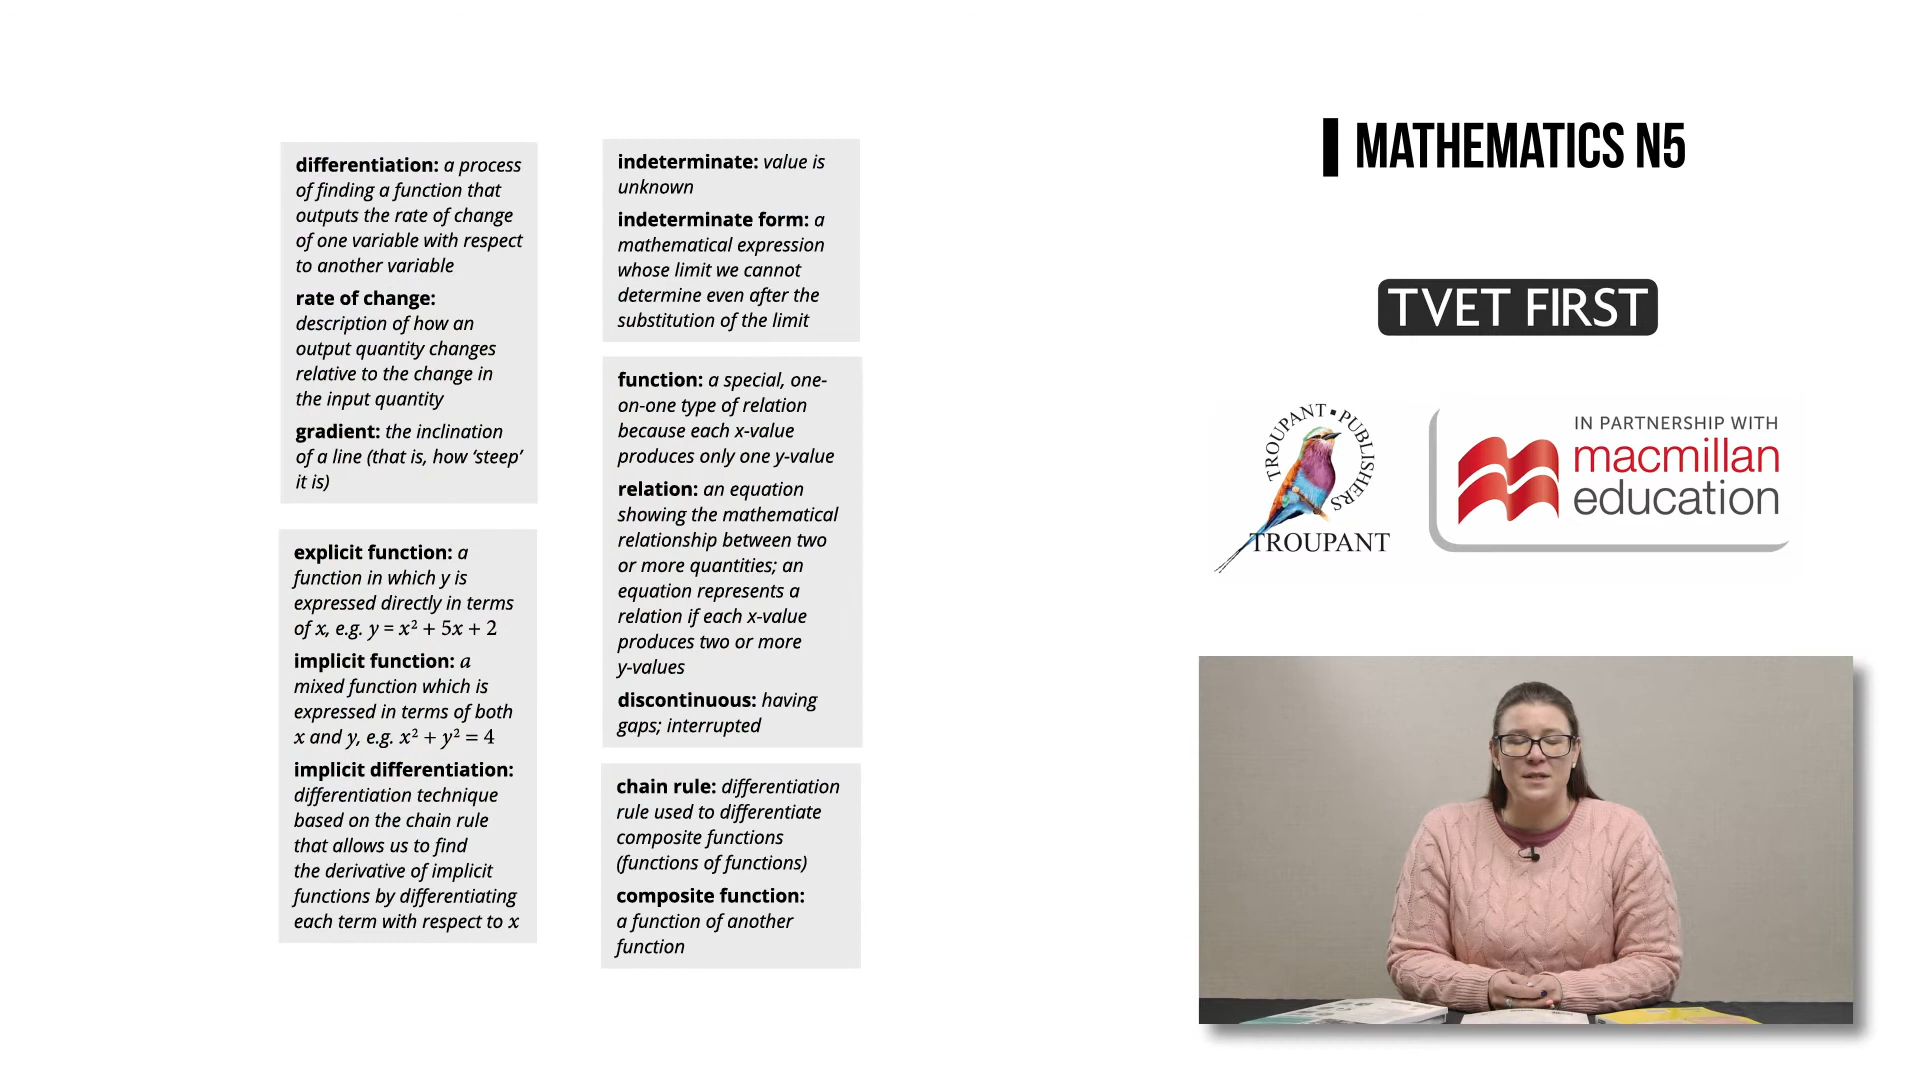 differentiation: a process
of finding a function that
outputs the rate of change
of one variable with respect
to another variable
rate of change:
description of how an
output quantity changes
relative to the change in
the input quantity
gradient: the inclination
of a line (that is, how ‘steep’
it is)
explicit function: a
function in which y is
expressed directly in terms
of x, e.g. y = x² + 5x + 2
implicit function: a
mixed function which is
expressed in terms of both
x and y, e.g. x² + y² = 4
implicit differentiation:
differentiation technique
based on the chain rule
that allows us to find
the derivative of implicit
functions by differentiating
each term with respect to x
indeterminate: value is
unknown
indeterminate form: a
mathematical expression
whose limit we cannot
determine even after the
substitution of the limit
function: a special, one-
on-one type of relation
because each x-value
produces only one y-value
relation: an equation
showing the mathematical
relationship between two
or more quantities; an
equation represents a
relation if each x-value
produces two or more
y-values
discontinuous: having
gaps; interrupted
chain rule: differentiation
rule used to differentiate
composite functions
(functions of functions)
composite function:
a function of another
function
MATHEMATICS N5
TVET FIRST
TROUPANT ▪ PUBLISHERS
TROUPANT
IN PARTNERSHIP WITH
macmillan
education